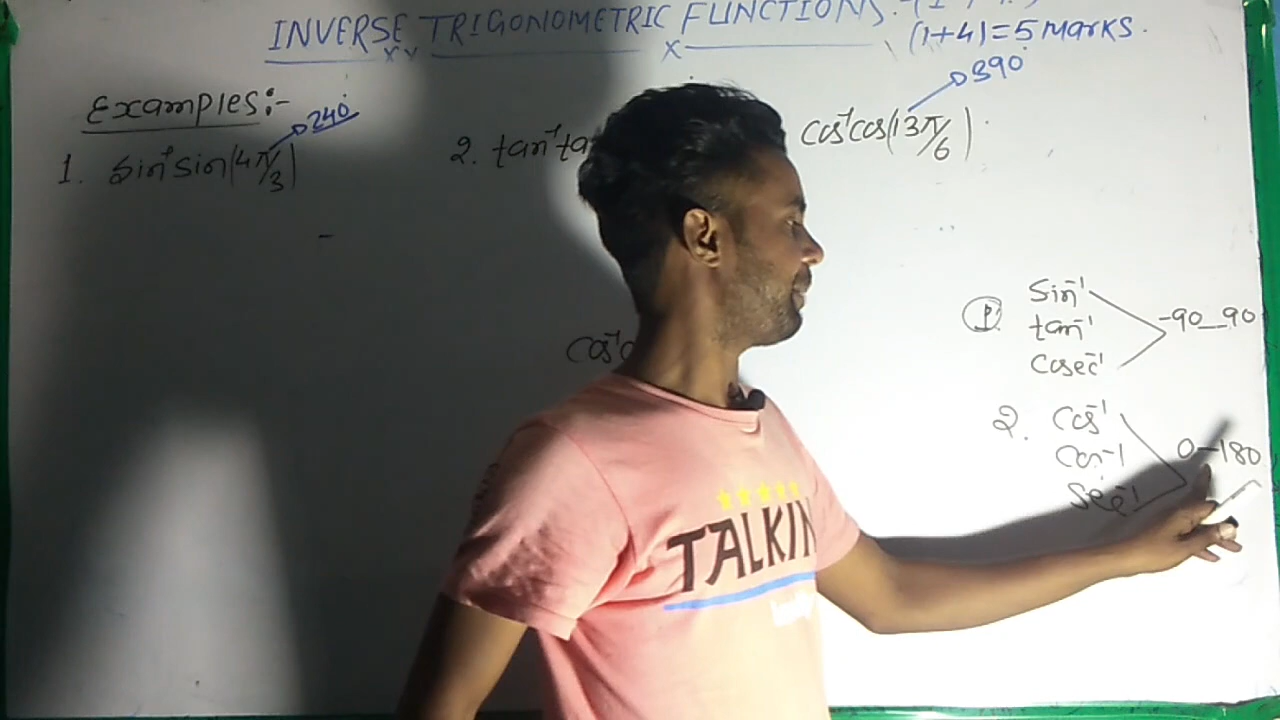 INVERSE TRIGONOMETRIC FUNCTIONS.
(1+4)=5 Marks.
Examples:-
240°
390°
1. Sin⁻¹Sin(4π/3)
2. tan⁻¹ta
Cos⁻¹Cos(13π/6).
Cos⁻¹
1. Sin⁻¹
tan⁻¹
Cosec⁻¹
-90_90
2. Cos⁻¹
Cot⁻¹
Sec⁻¹
0-180
TALKIN